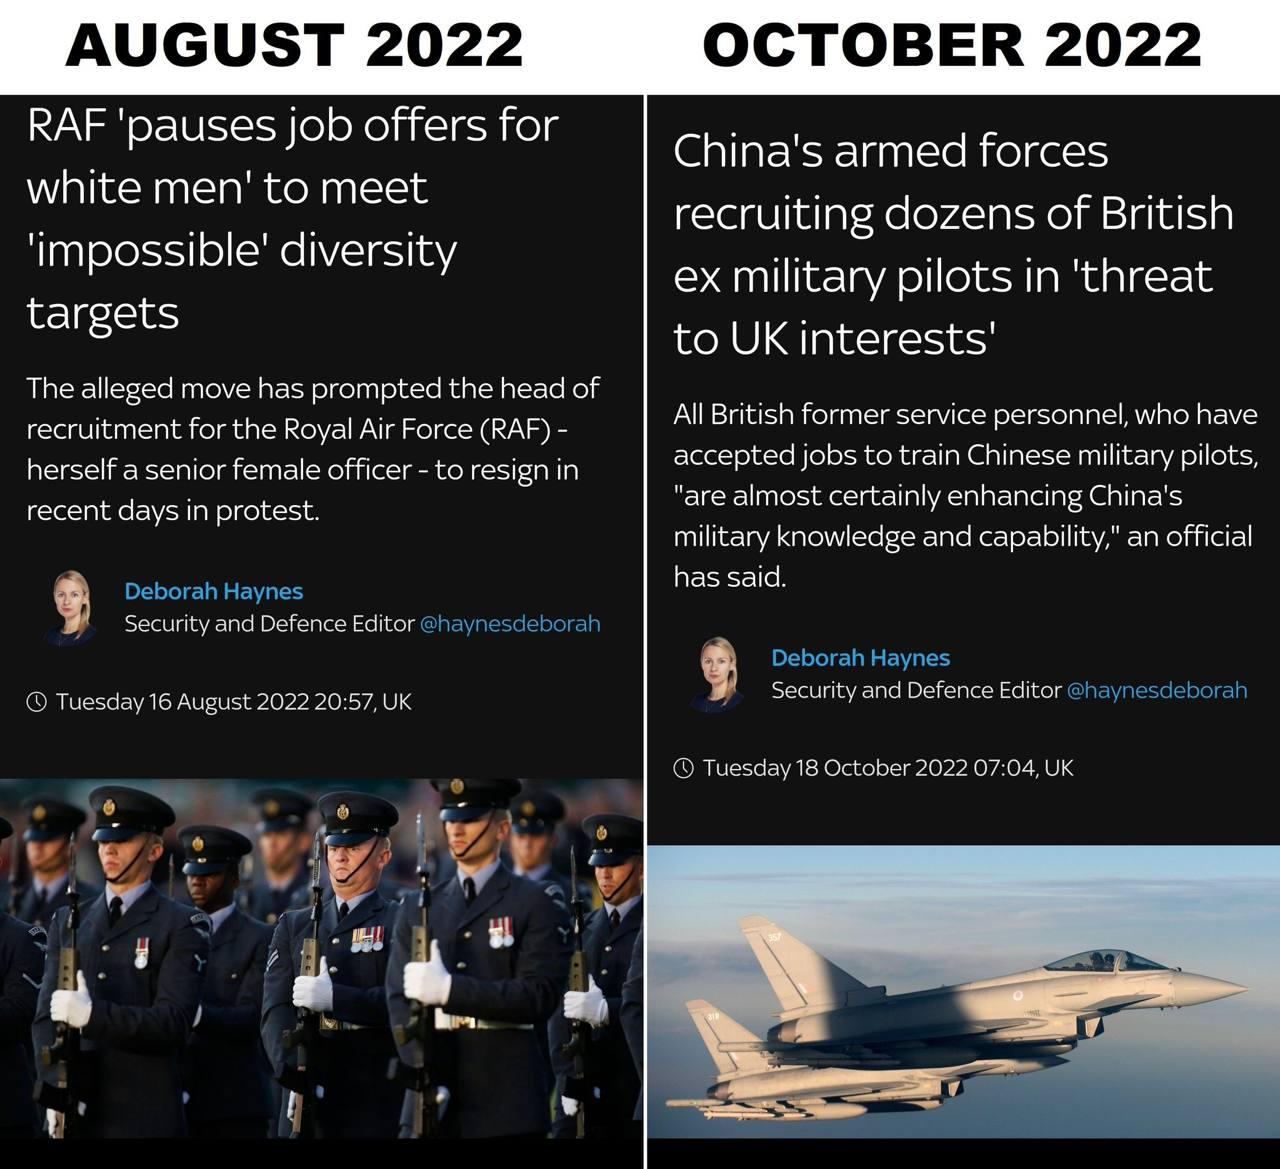 AUGUST 2022
RAF 'pauses job offers for
white men' to meet
'impossible' diversity
targets
The alleged move has prompted the head of
recruitment for the Royal Air Force (RAF) -
herself a senior female officer - to resign in
recent days in protest.
Deborah Haynes
Security and Defence Editor @haynesdeborah
Tuesday 16 August 2022 20:57, UK
OCTOBER 2022
China's armed forces
recruiting dozens of British
ex military pilots in 'threat
to UK interests'
All British former service personnel, who have
accepted jobs to train Chinese military pilots,
"are almost certainly enhancing China's
military knowledge and capability," an official
has said.
Deborah Haynes
Security and Defence Editor @haynesdeborah
Tuesday 18 October 2022 07:04, UK
357
319